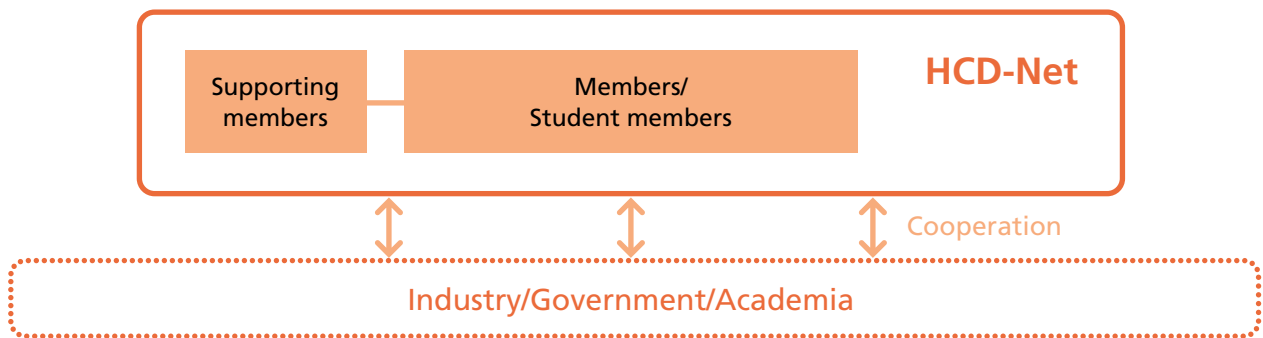 HCD-Net
Supporting
members
Members/
Student members
Cooperation
Industry/Government/Academia